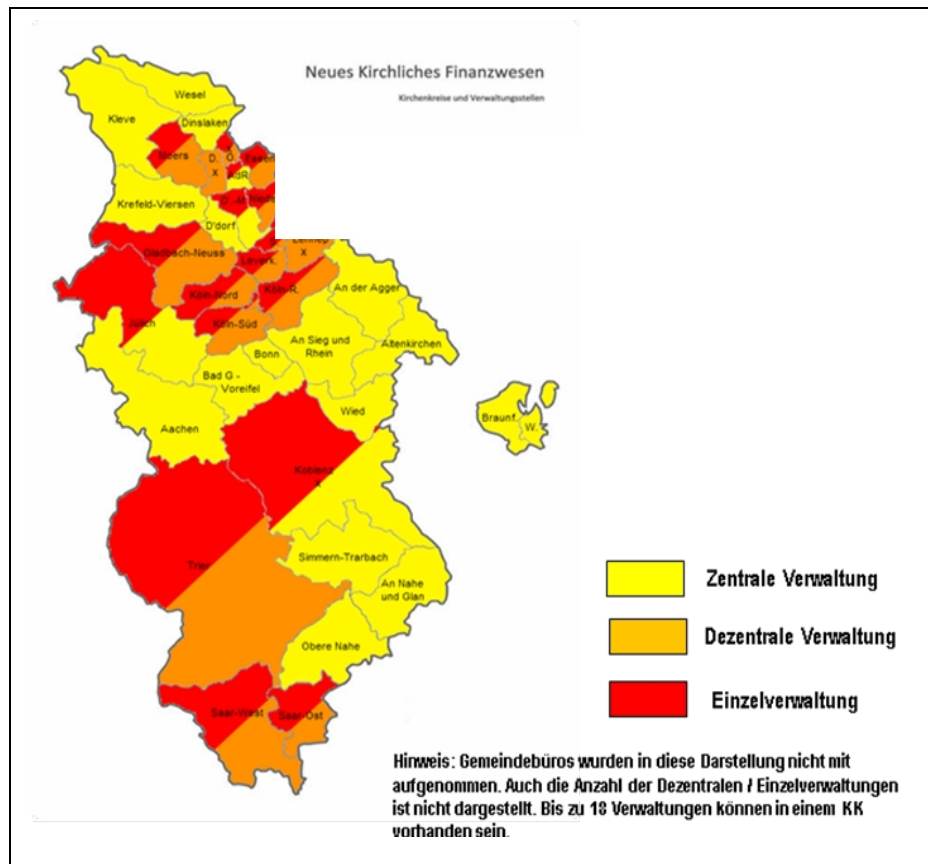 Neues Kirchliches Finanzwesen
Kirchenkreise und Verwaltungsstellen
Wesel
Kleve
Dinslaken
Moers
D.
x
O.
AdR
Krefeld-Viersen
D.-M
D'dorf
Gladbach-Neuss
Leverk.
Lennep
x
Köln-Nord
Köln-R.
An der Agger
Jülich
Köln-Süd
An Sieg und
Rhein
Altenkirchen
Bonn
Bad G -
Voreifel
Wied
Aachen
Braunf.
W.
Koblenz
x
Simmern-Trarbach
Trier
An Nahe
und Glan
Obere Nahe
Saar-West
Saar-Ost
Zentrale Verwaltung
Dezentrale Verwaltung
Einzelverwaltung
Hinweis: Gemeindebüros wurden in diese Darstellung nicht mit
aufgenommen. Auch die Anzahl der Dezentralen / Einzelverwaltungen
ist nicht dargestellt. Bis zu 18 Verwaltungen können in einem KK
vorhanden sein.